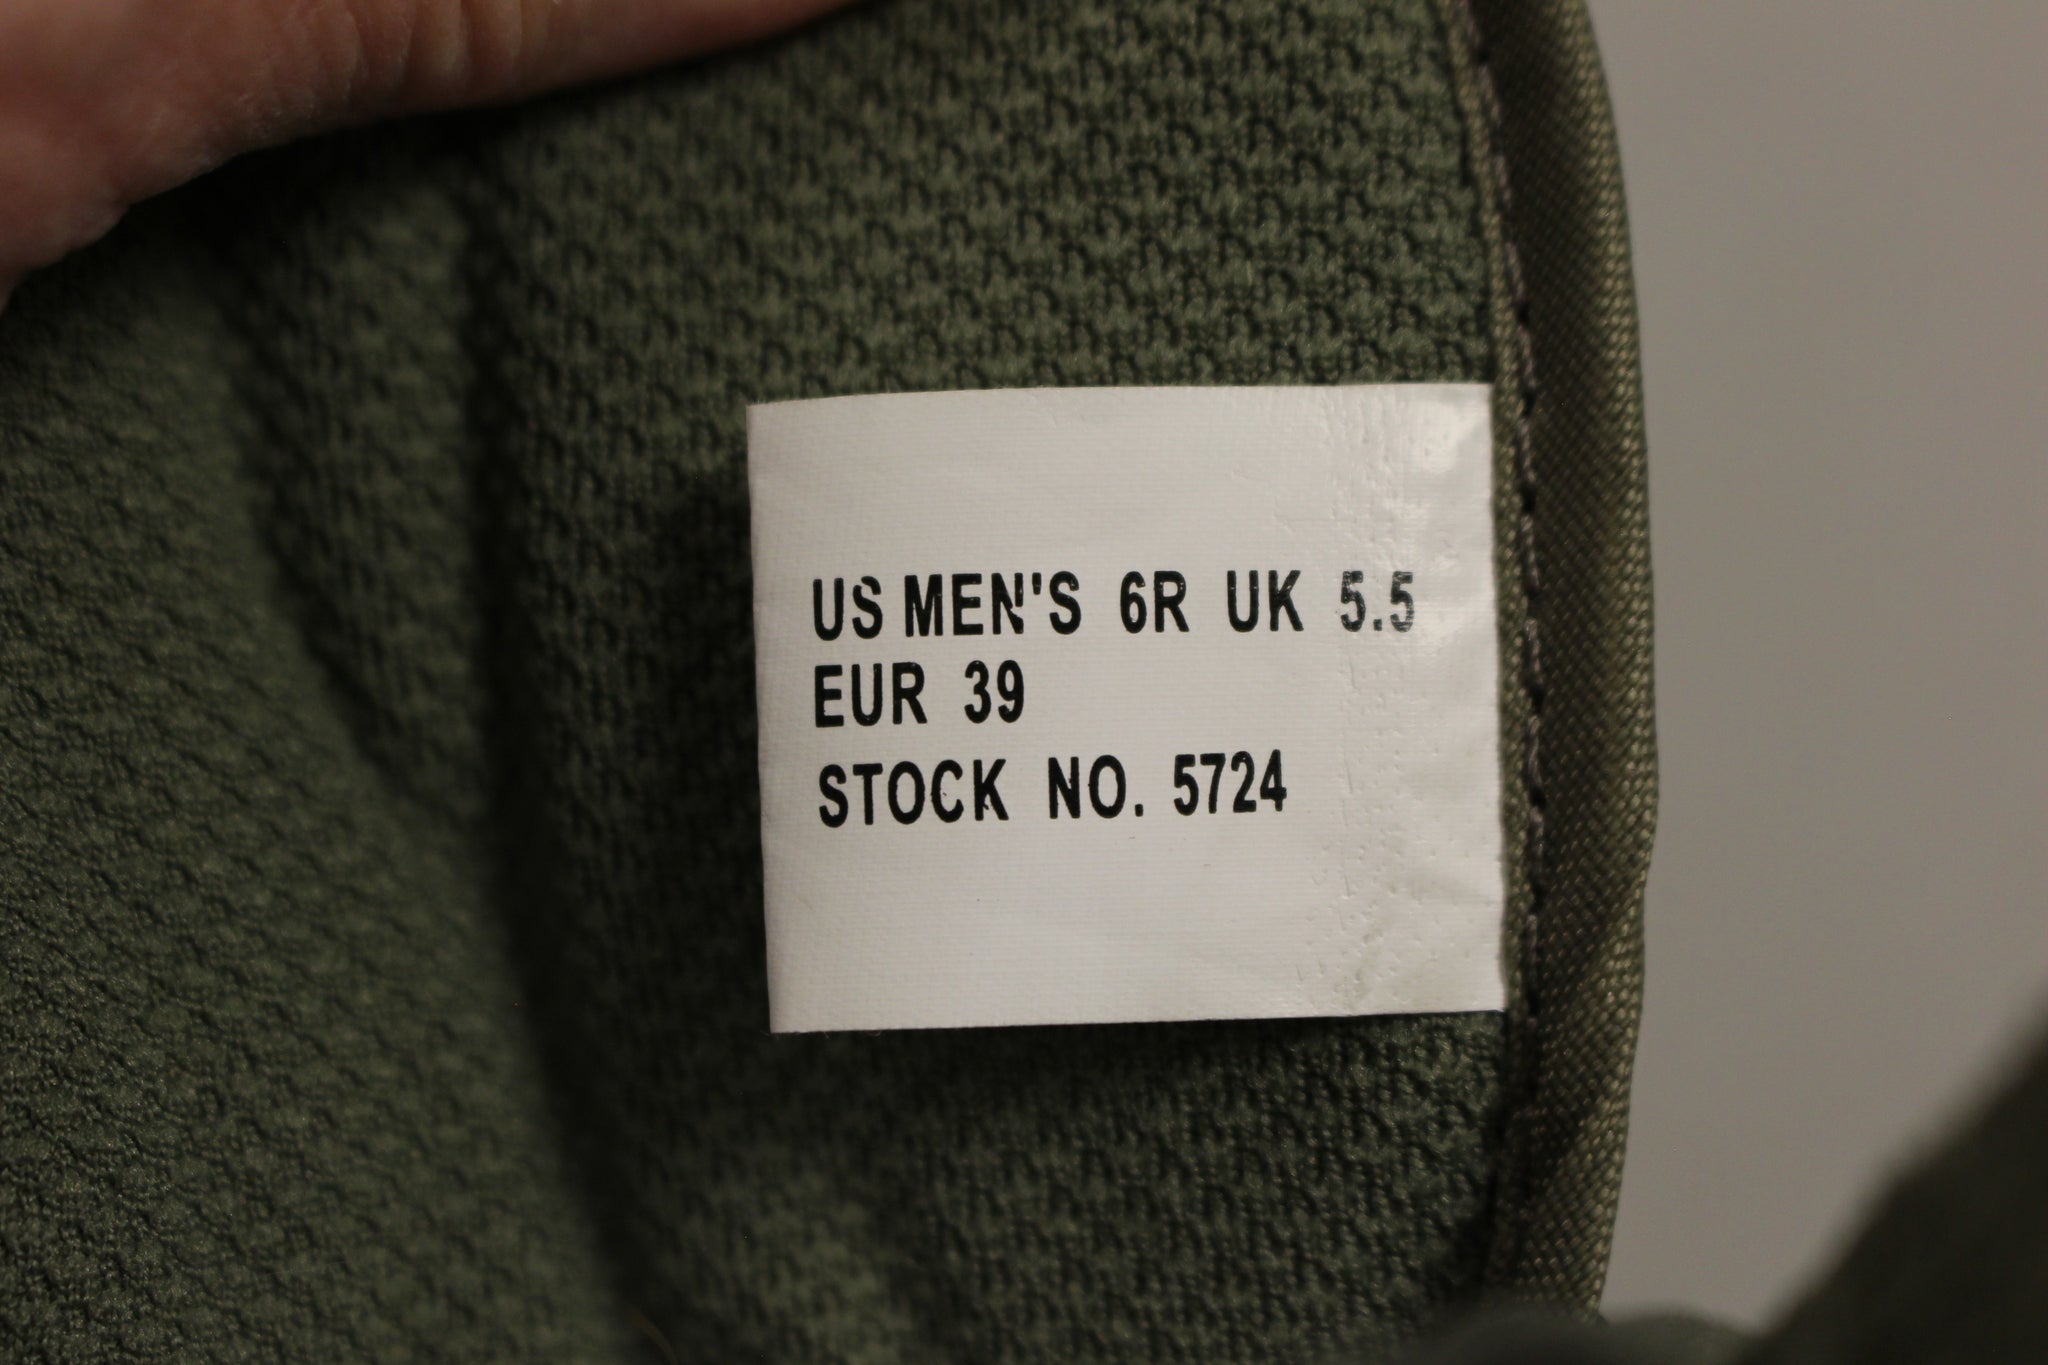 US MEN'S 6R UK 5.5
EUR 39
STOCK NO. 5724